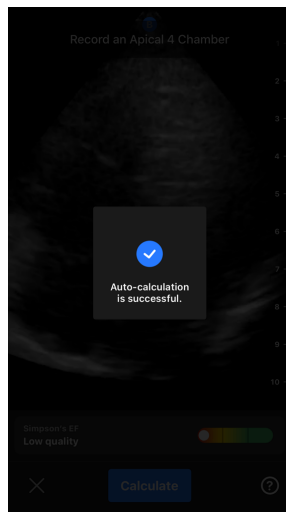 Record an Apical 4 Chamber
2
3
4
5
6
7
8
9
10
Auto-calculation
is successful.
Simpson's EF
Low quality
Calculate
?